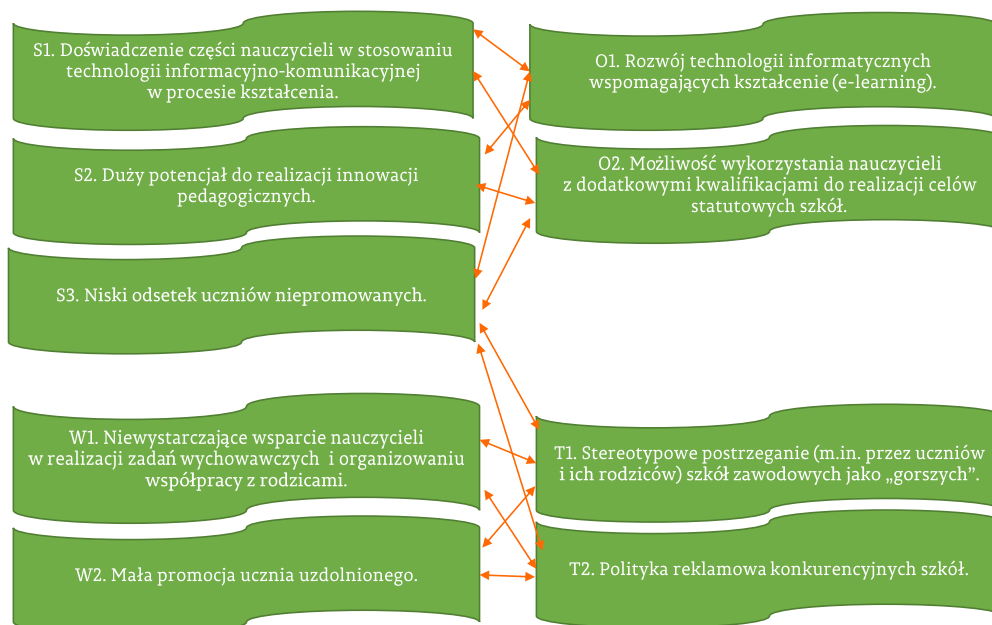 S1. Doświadczenie części nauczycieli w stosowaniu
technologii informacyjno-komunikacyjnej
w procesie kształcenia.
O1. Rozwój technologii informatycznych
wspomagających kształcenie (e-learning).
S2. Duży potencjał do realizacji innowacji
pedagogicznych.
O2. Możliwość wykorzystania nauczycieli
z dodatkowymi kwalifikacjami do realizacji celów
statutowych szkół.
S3. Niski odsetek uczniów niepromowanych.
W1. Niewystarczające wsparcie nauczycieli
w realizacji zadań wychowawczych i organizowaniu
współpracy z rodzicami.
T1. Stereotypowe postrzeganie (m.in. przez uczniów
i ich rodziców) szkół zawodowych jako „gorszych”.
W2. Mała promocja ucznia uzdolnionego.
T2. Polityka reklamowa konkurencyjnych szkół.